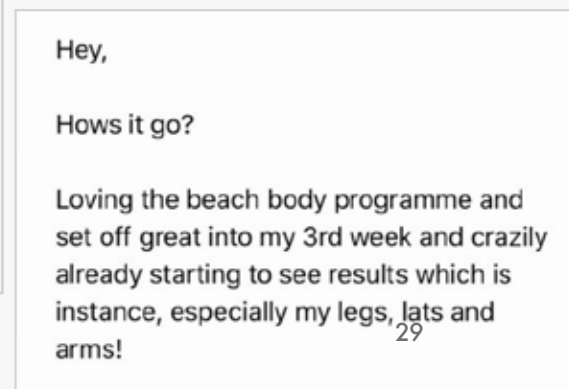 Hey,
Hows it go?
Loving the beach body programme and
set off great into my 3rd week and crazily
already starting to see results which is
instance, especially my legs, lats and
29
arms!